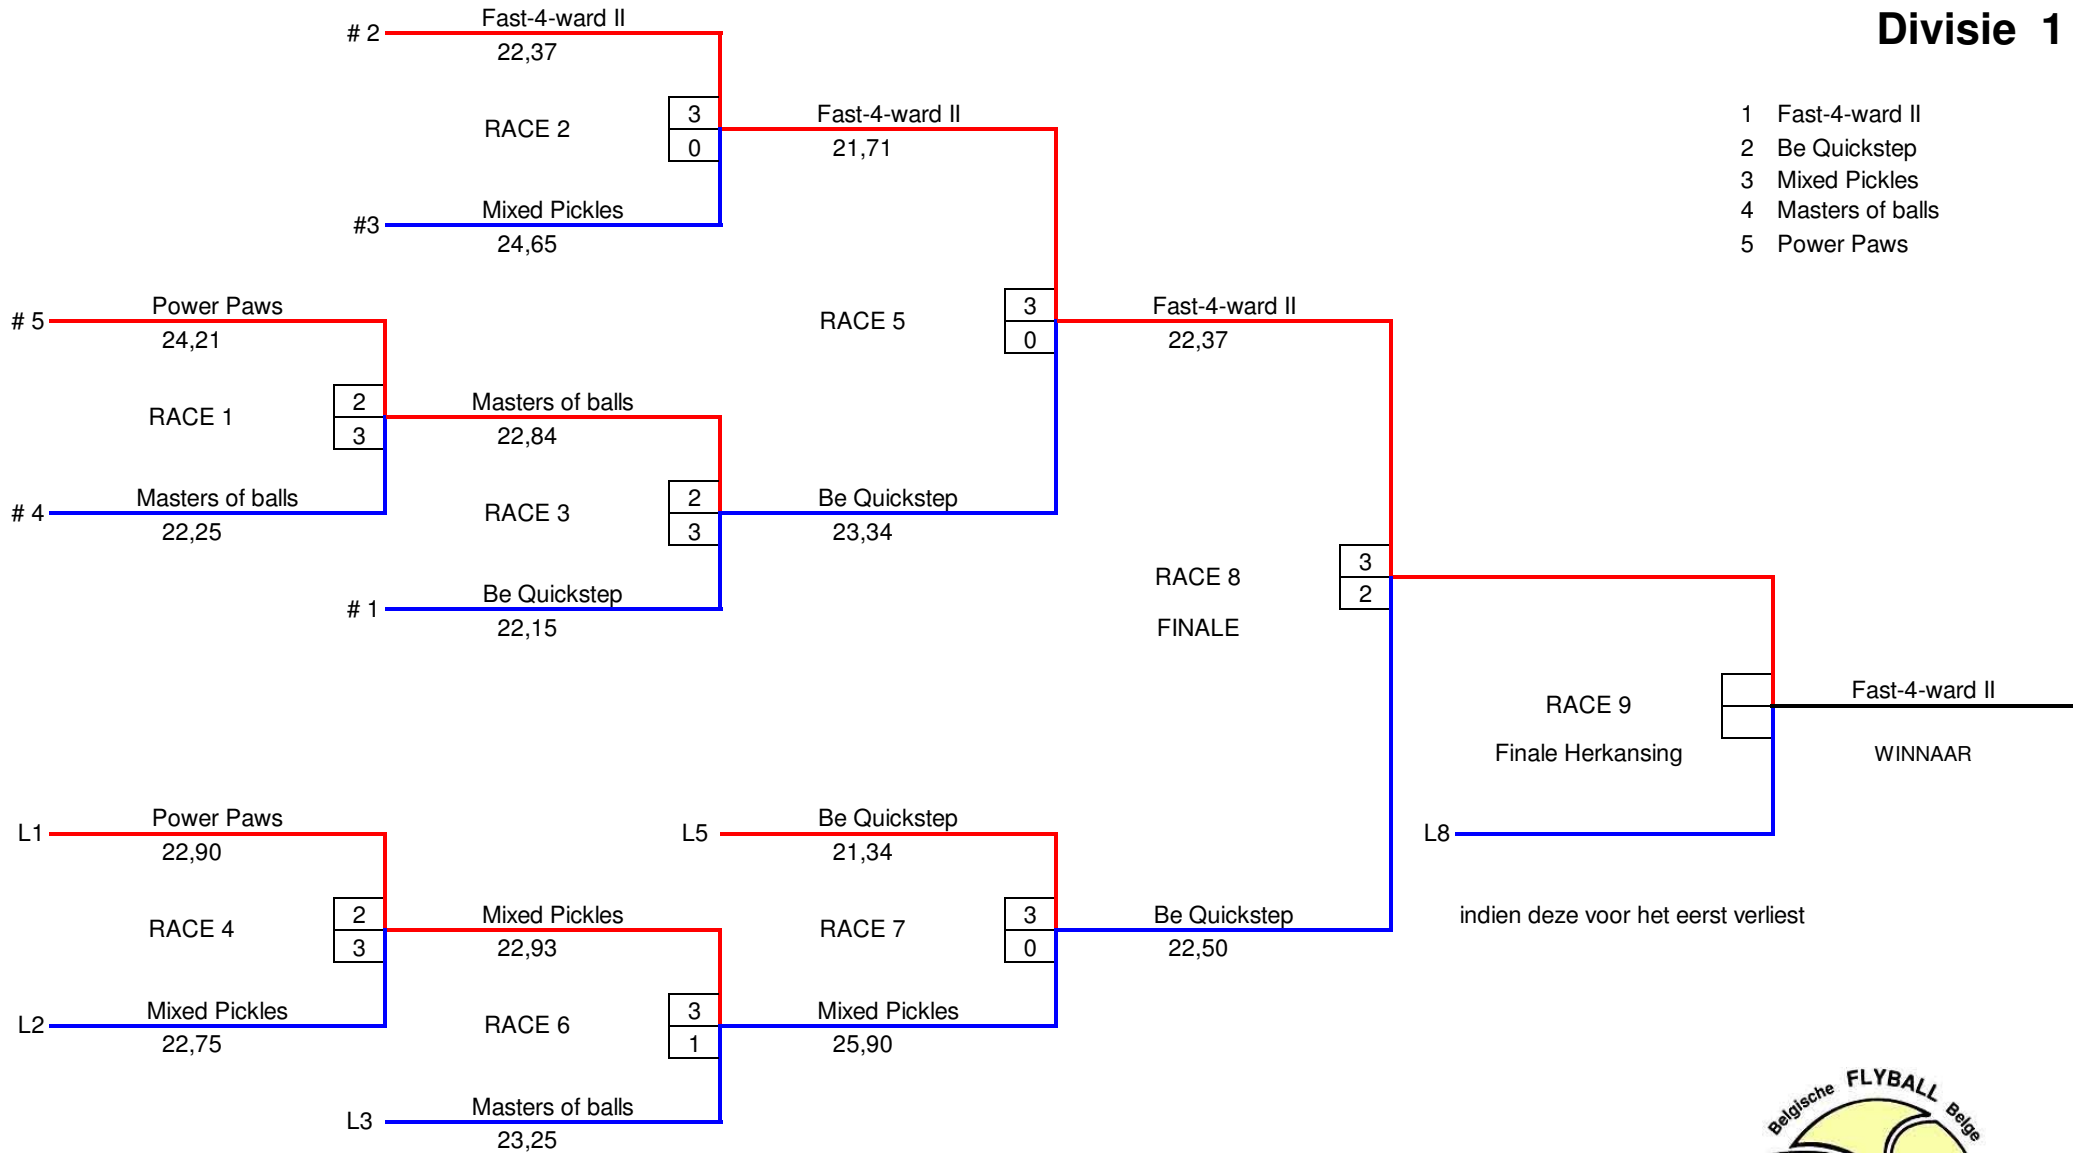 Divisie 1
1 Fast-4-ward II
2 Be Quickstep
3 Mixed Pickles
4 Masters of balls
5 Power Paws
# 2
Fast-4-ward II
22,37
RACE 2
3
0
#3
Mixed Pickles
24,65
Fast-4-ward II
21,71
# 5
Power Paws
24,21
RACE 1
2
3
# 4
Masters of balls
22,25
Masters of balls
22,84
RACE 3
2
3
# 1
Be Quickstep
22,15
RACE 5
3
0
Be Quickstep
23,34
Fast-4-ward II
22,37
RACE 8
FINALE
3
2
RACE 9
Finale Herkansing
Fast-4-ward II
WINNAAR
L8
indien deze voor het eerst verliest
L1
Power Paws
22,90
RACE 4
2
3
L2
Mixed Pickles
22,75
Mixed Pickles
22,93
RACE 6
3
1
L3
Masters of balls
23,25
L5
Be Quickstep
21,34
RACE 7
3
0
Mixed Pickles
25,90
Be Quickstep
22,50
Belgische FLYBALL Belge